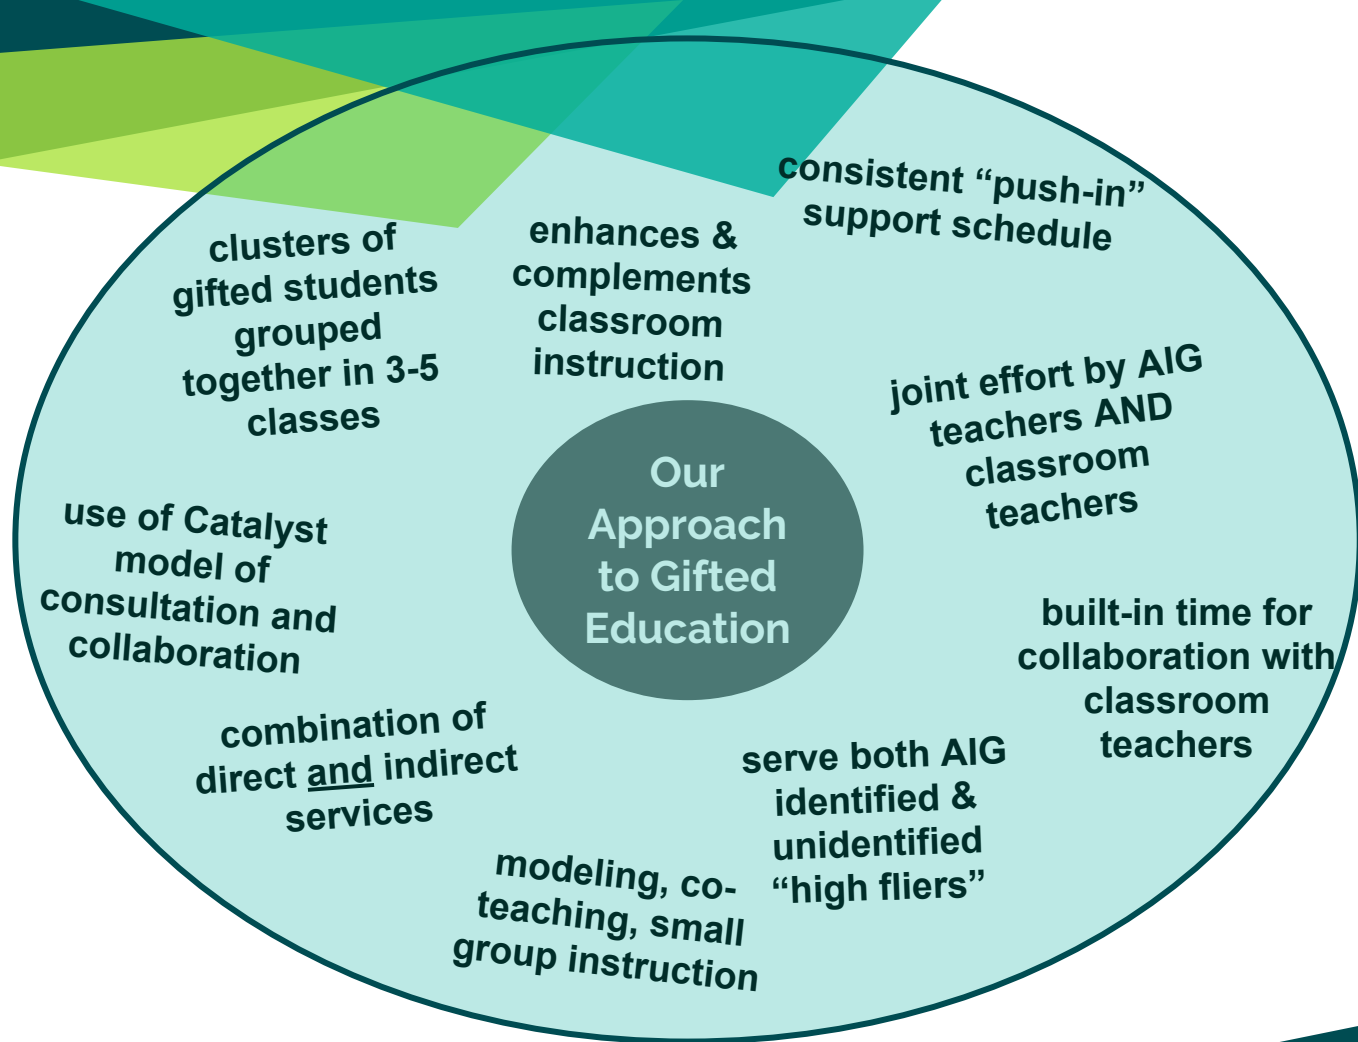 consistent “push-in”
support schedule
clusters of
gifted students
grouped
together in 3-5
classes
enhances &
complements
classroom
instruction
joint effort by AIG
teachers AND
classroom
teachers
Our
Approach
to Gifted
Education
use of Catalyst
model of
consultation and
collaboration
built-in time for
collaboration with
classroom
teachers
combination of
direct and indirect
services
serve both AIG
identified &
unidentified
“high fliers”
modeling, co-
teaching, small
group instruction